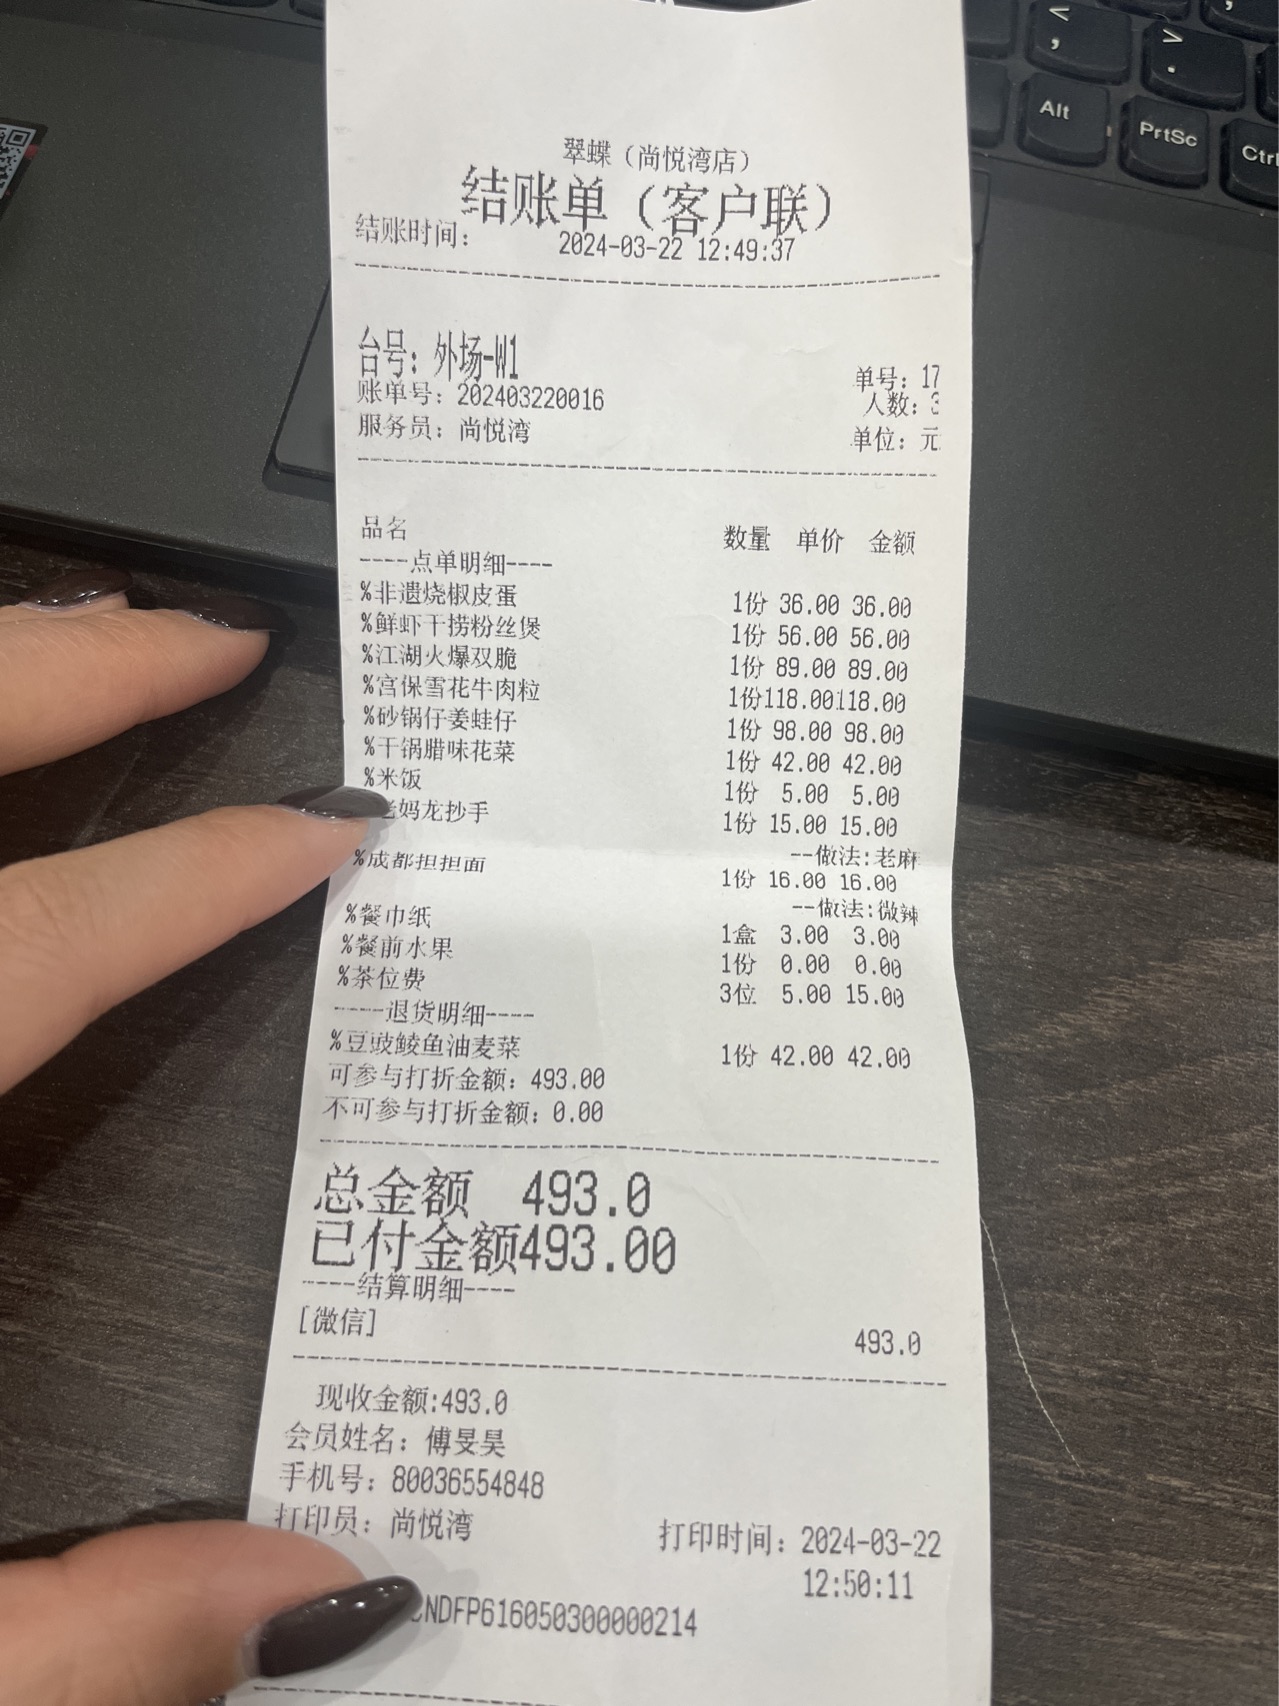 翠蝶（尚悦湾店）
结账单（客户联）
结账时间： 2024-03-22 12:49:37
台号：外场-W1
单号：17
账单号：202403220016
人数：3
服务员：尚悦湾
单位：元
品名 数量 单价 金额
----点单明细----
%非遗烧椒皮蛋 1份 36.00 36.00
%鲜虾干捞粉丝煲 1份 56.00 56.00
%江湖火爆双脆 1份 89.00 89.00
%宫保雪花牛肉粒 1份118.00118.00
%砂锅仔姜蛙仔 1份 98.00 98.00
%干锅腊味花菜 1份 42.00 42.00
%米饭 1份 5.00 5.00
老妈龙抄手 1份 15.00 15.00
--做法:老麻
%成都担担面 1份 16.00 16.00
--做法:微辣
%餐巾纸 1盒 3.00 3.00
%餐前水果 1份 0.00 0.00
%茶位费 3位 5.00 15.00
----退货明细----
%豆豉鲮鱼油麦菜 1份 42.00 42.00
可参与打折金额：493.00
不可参与打折金额：0.00
总金额 493.0
已付金额493.00
----结算明细----
[微信] 493.0
现收金额:493.0
会员姓名：傅旻昊
手机号：80036554848
打印员：尚悦湾 打印时间：2024-03-22
12:50:11
CNDFP616050300000214
Alt
PrtSc
Ctrl
<
,
>
.